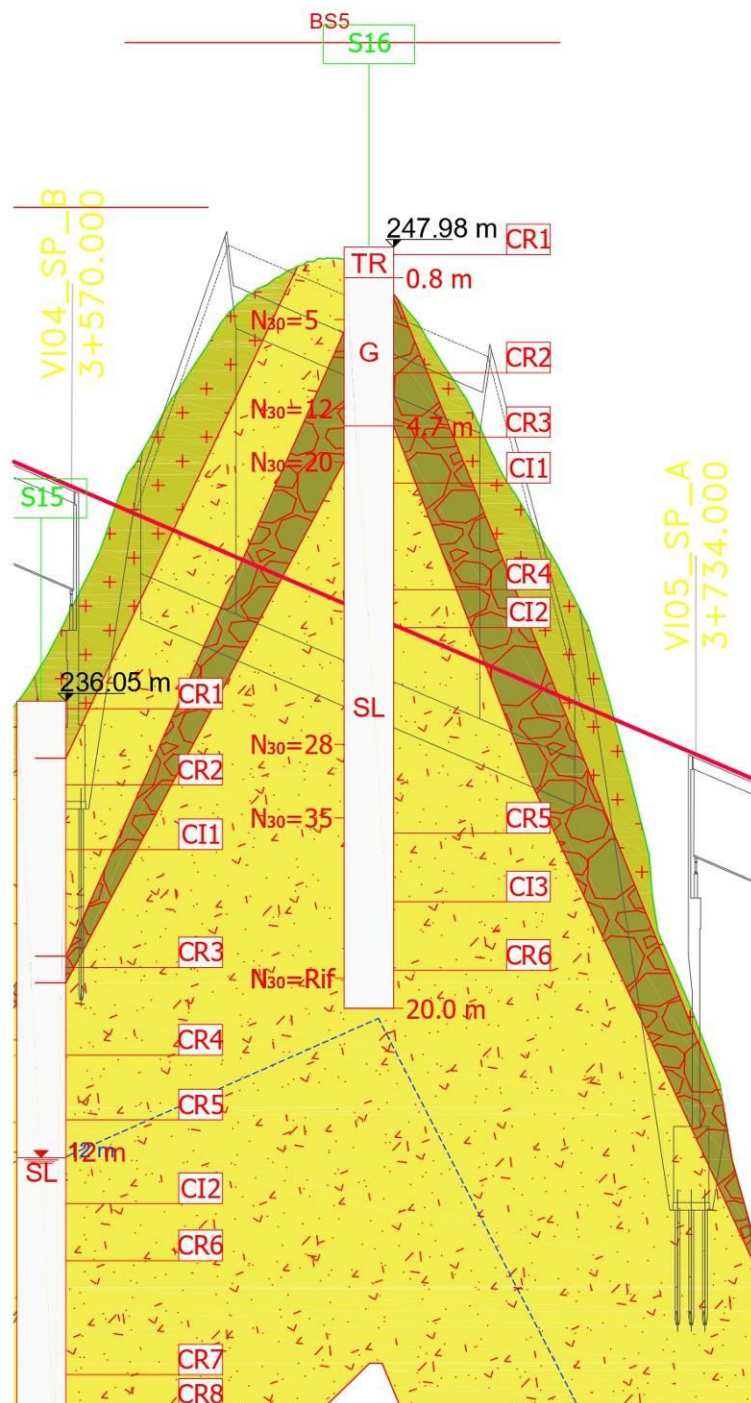 BS5
S16
VI04_SP_B
3+570.000
247.98 m
CR1
TR
0.8 m
N30=5
G
CR2
N30=12
4.7 m
CR3
N30=20
CI1
S15
CR4
CI2
VI05_SP_A
3+734.000
236.05 m
CR1
SL
N30=28
CR2
N30=35
CR5
CI1
CI3
CR3
N30=Rif
CR6
20.0 m
CR4
CR5
12 m
SL
CI2
CR6
CR7
CR8